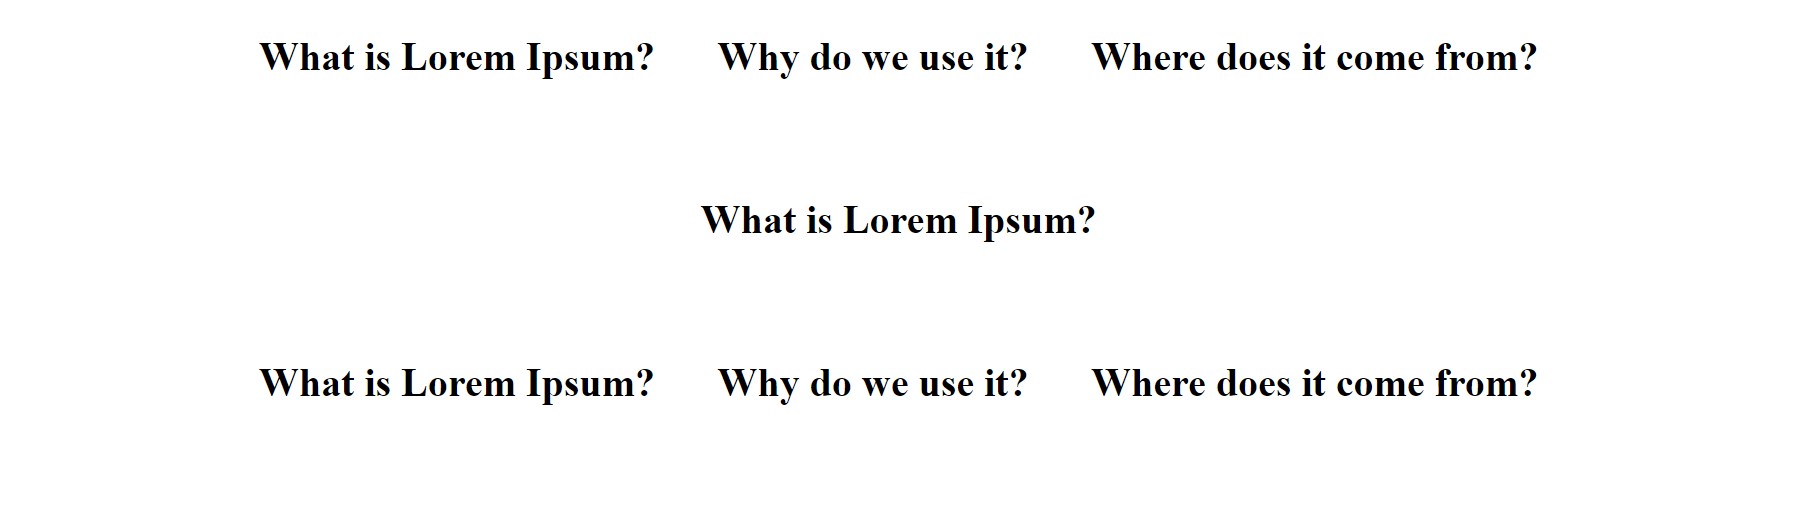 What is Lorem Ipsum? Why do we use it? Where does it come from?
What is Lorem Ipsum?
What is Lorem Ipsum? Why do we use it? Where does it come from?